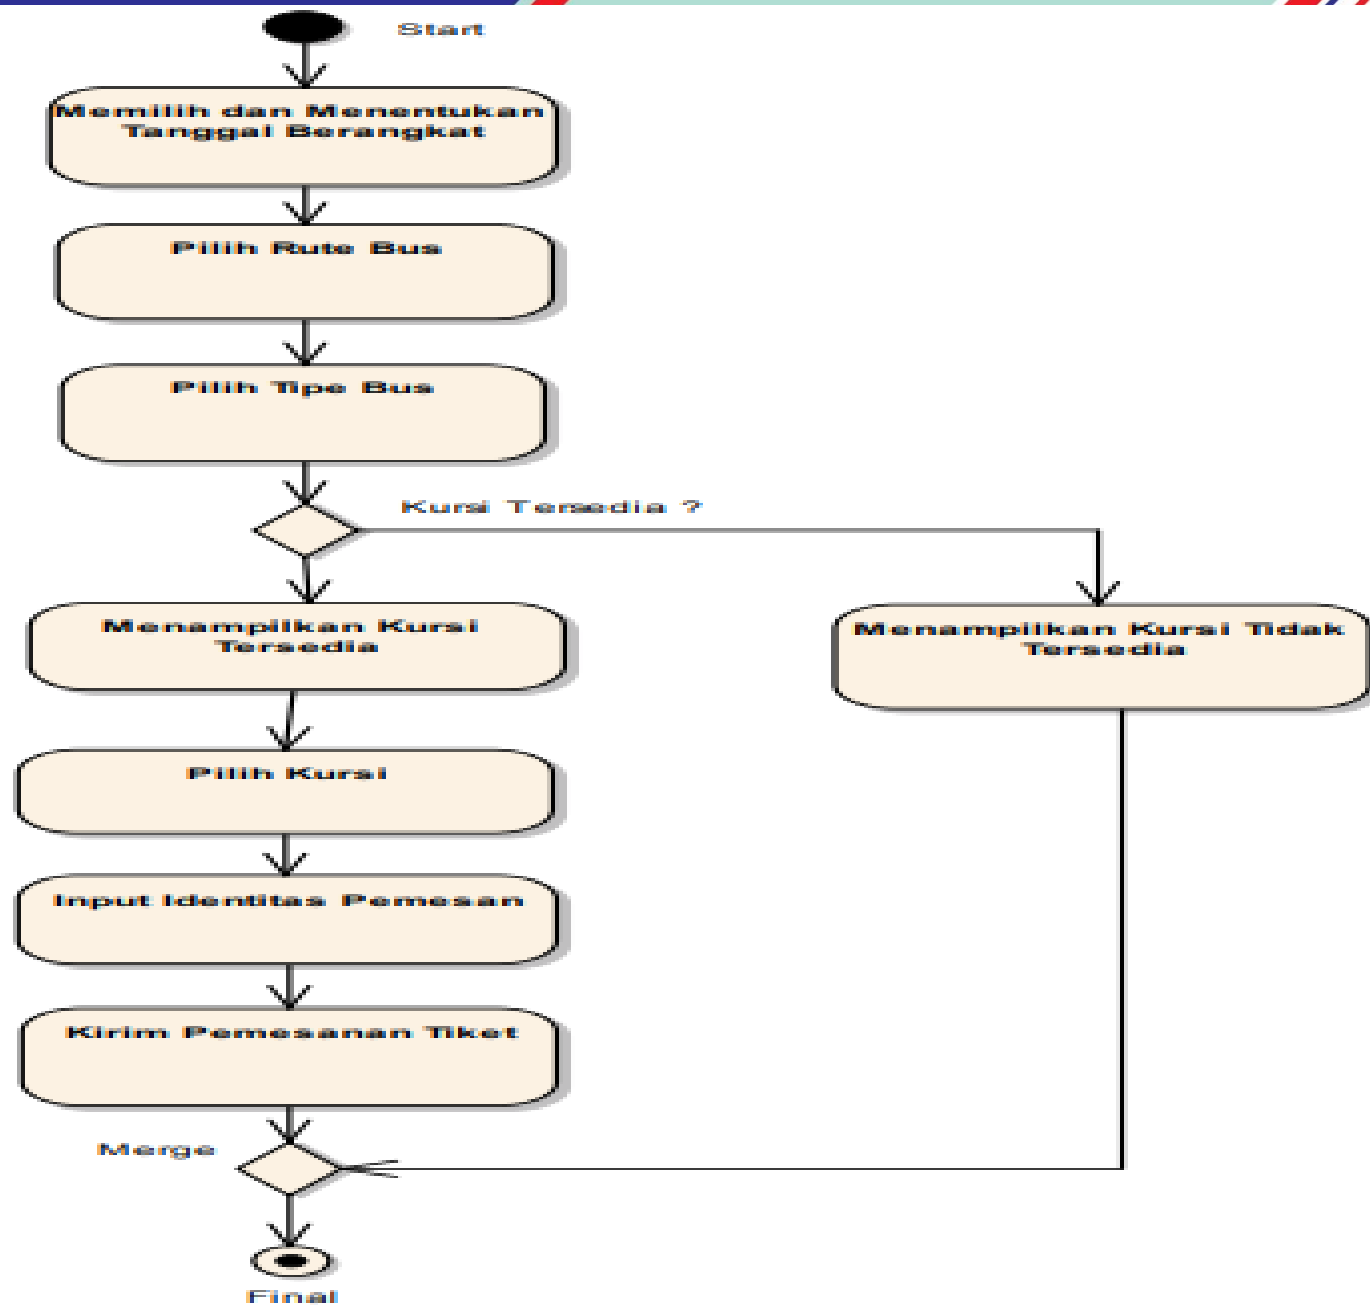 Start
Memilih dan Menentukan
Tanggal Berangkat
Pilih Rute Bus
Pilih Tipe Bus
Kursi Tersedia ?
Menampilkan Kursi
Tersedia
Menampilkan Kursi Tidak
Tersedia
Pilih Kursi
Input Identitas Pemesan
Kirim Pemesanan Tiket
Merge
Final